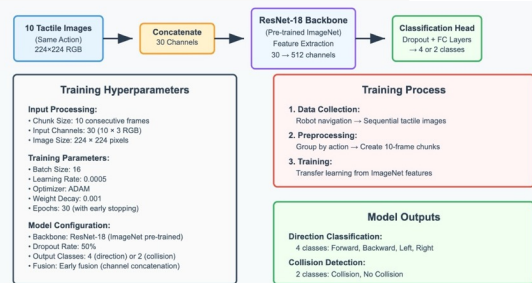 10 Tactile Images
(Same Action)
224×224 RGB
Concatenate
30 Channels
ResNet-18 Backbone
(Pre-trained ImageNet)
Feature Extraction
30 → 512 channels
Classification Head
Dropout + FC Layers
→ 4 or 2 classes
Training Hyperparameters
Input Processing:
• Chunk Size: 10 consecutive frames
• Input Channels: 30 (10 × 3 RGB)
• Image Size: 224 × 224 pixels
Training Parameters:
• Batch Size: 16
• Learning Rate: 0.0005
• Optimizer: ADAM
• Weight Decay: 0.001
• Epochs: 30 (with early stopping)
Model Configuration:
• Backbone: ResNet-18 (ImageNet pre-trained)
• Dropout Rate: 50%
• Output Classes: 4 (direction) or 2 (collision)
• Fusion: Early fusion (channel concatenation)
Training Process
1. Data Collection:
Robot navigation → Sequential tactile images
2. Preprocessing:
Group by action → Create 10-frame chunks
3. Training:
Transfer learning from ImageNet features
Model Outputs
Direction Classification:
4 classes: Forward, Backward, Left, Right
Collision Detection:
2 classes: Collision, No Collision